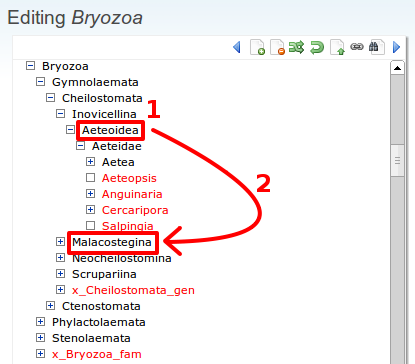 Editing Bryozoa
Bryozoa
Gymnolaemata
Cheilostomata
Inovicellina
1
Aeteoidea
Aeteidae
Aetea
Aeteopsis
2
Anguinaria
Cercaripora
Salpingia
Malacostegina
Neocheilostomina
Scrupariina
x_Cheilostomata_gen
Ctenostomata
Phylactolaemata
Stenolaemata
x_Bryozoa_fam